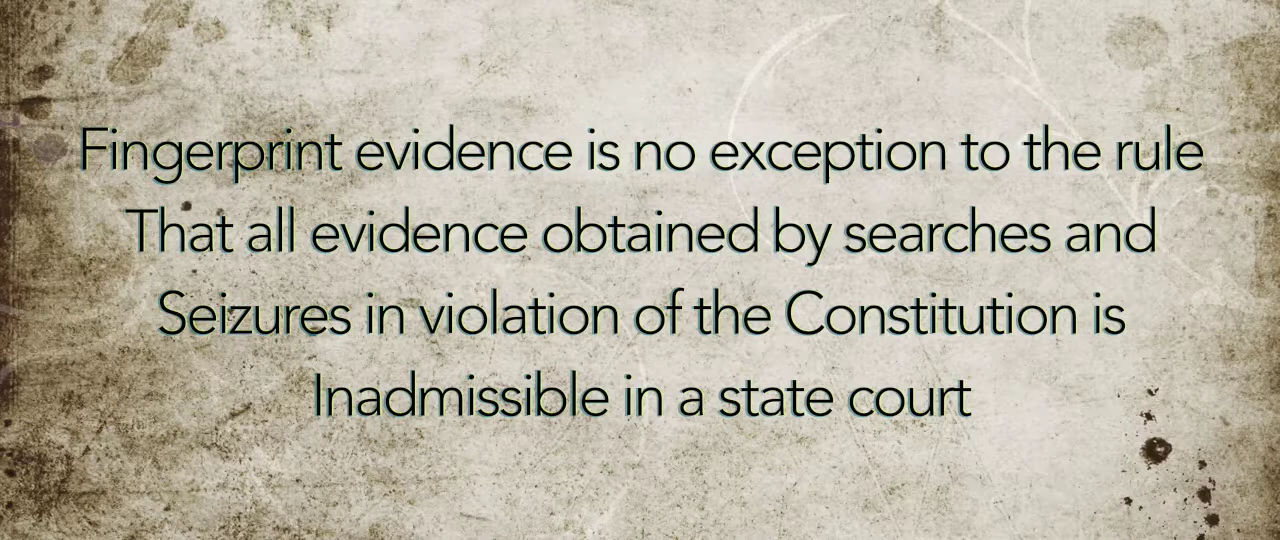 Fingerprint evidence is no exception to the rule
That all evidence obtained by searches and
Seizures in violation of the Constitution is
Inadmissible in a state court